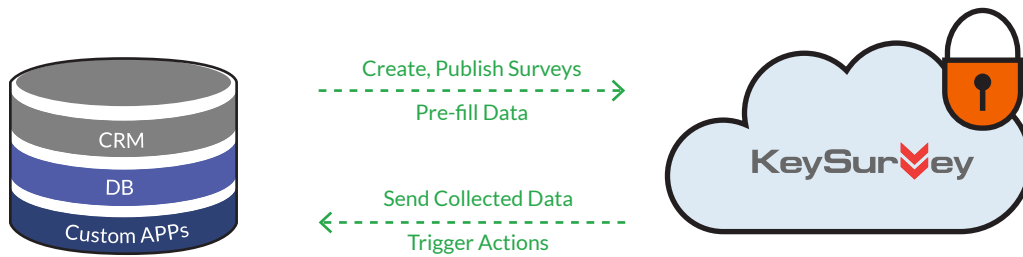 CRM
DB
Custom APPs
Create, Publish Surveys
Pre-fill Data
Send Collected Data
Trigger Actions
KeySurvey